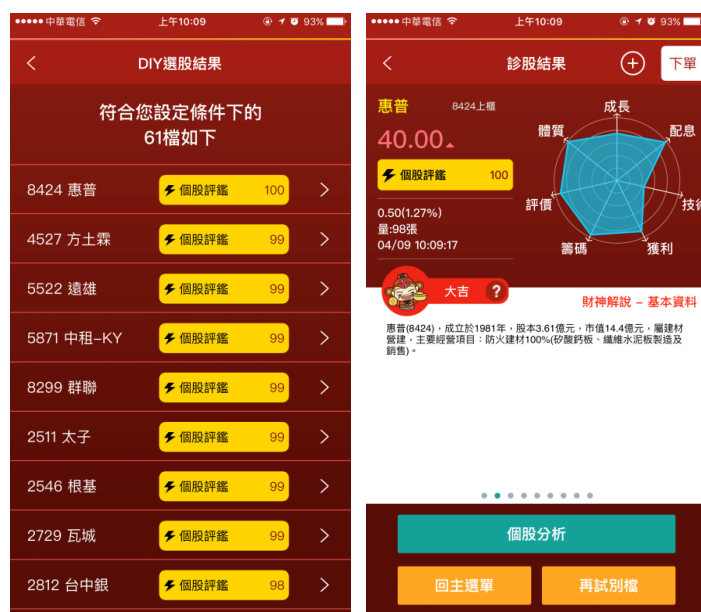 中華電信
上午10:09
93%
DIY選股結果
符合您設定條件下的
61檔如下
8424 惠普
個股評鑑
100
4527 方土霖
個股評鑑
99
5522 遠雄
個股評鑑
99
5871 中租-KY
個股評鑑
99
8299 群聯
個股評鑑
99
2511 太子
個股評鑑
99
2546 根基
個股評鑑
99
2729 瓦城
個股評鑑
99
2812 台中銀
個股評鑑
98
中華電信
上午10:09
93%
診股結果
下單
惠普
8424上櫃
40.00
個股評鑑
100
0.50(1.27%)
量:98張
04/09 10:09:17
成長
配息
技術
獲利
籌碼
評價
體質
大吉
?
財神解說 – 基本資料
惠普(8424),成立於1981年,股本3.61億元,市值14.4億元,屬建材
營建,主要經營項目:防火建材100%(矽酸鈣板、纖維水泥板製造及
銷售)。
個股分析
回主選單
再試別檔